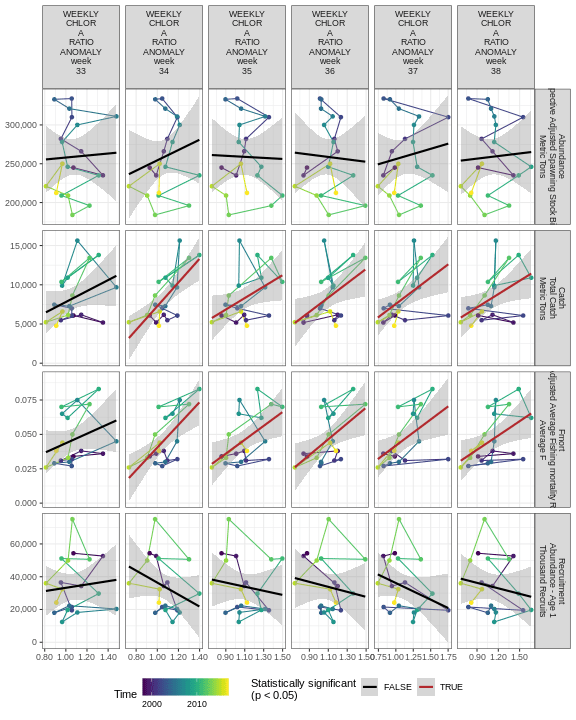 WEEKLY
CHLOR
A
RATIO
ANOMALY
week
33
WEEKLY
CHLOR
A
RATIO
ANOMALY
week
34
WEEKLY
CHLOR
A
RATIO
ANOMALY
week
35
WEEKLY
CHLOR
A
RATIO
ANOMALY
week
36
WEEKLY
CHLOR
A
RATIO
ANOMALY
week
37
WEEKLY
CHLOR
A
RATIO
ANOMALY
week
38
300,000
250,000
200,000
Abundance
Adjusted Spawning Stock
Metric Tons
15,000
10,000
5,000
0
Catch
Total Catch
Metric Tons
0.075
0.050
0.025
0.000
Fmort
Average Fishing mortality
Average F
60,000
40,000
20,000
0
Recruitment
Abundance - Age 1
Thousand Recruits
0.80 1.00 1.20 1.40
0.80 1.00 1.20 1.40
0.90 1.10 1.30 1.50
0.90 1.10 1.30 1.50
0.75 1.00 1.25 1.50 1.75
0.90 1.20 1.50
Time
2000 2010
Statistically significant
(p < 0.05)
FALSE
TRUE